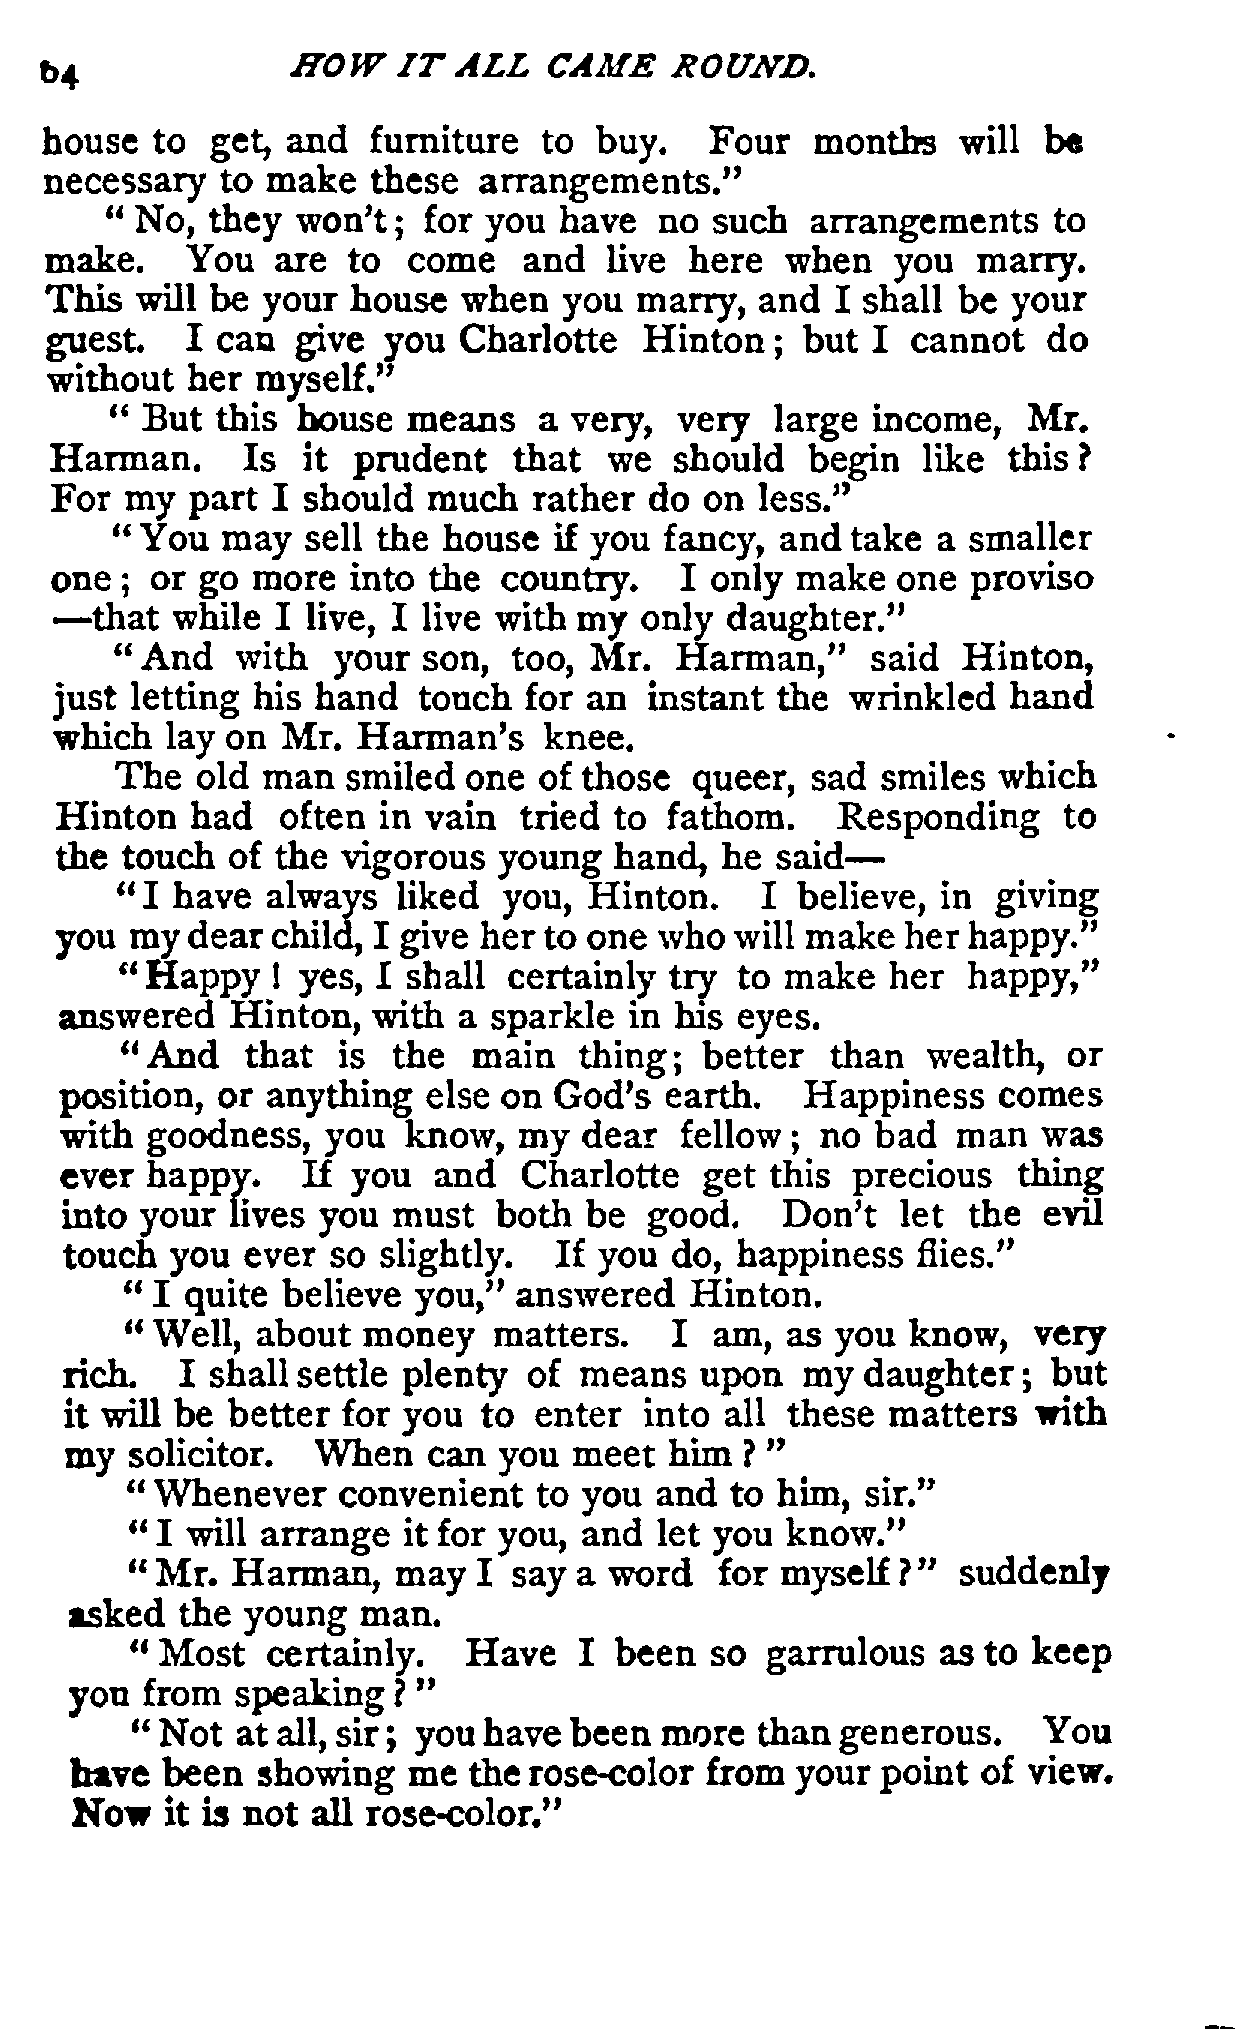 64 HOW IT ALL CAME ROUND.
house to get, and furniture to buy. Four months will be
necessary to make these arrangements."
"No, they won't; for you have no such arrangements to
make. You are to come and live here when you marry.
This will be your house when you marry, and I shall be your
guest. I can give you Charlotte Hinton; but I cannot do
without her myself."
"But this house means a very, very large income, Mr.
Harman. Is it prudent that we should begin like this?
For my part I should much rather do on less."
"You may sell the house if you fancy, and take a smaller
one; or go more into the country. I only make one proviso
—that while I live, I live with my only daughter."
"And with your son, too, Mr. Harman," said Hinton,
just letting his hand touch for an instant the wrinkled hand
which lay on Mr. Harman's knee.
The old man smiled one of those queer, sad smiles which
Hinton had often in vain tried to fathom. Responding to
the touch of the vigorous young hand, he said—
"I have always liked you, Hinton. I believe, in giving
you my dear child, I give her to one who will make her happy."
"Happy! yes, I shall certainly try to make her happy,"
answered Hinton, with a sparkle in his eyes.
"And that is the main thing; better than wealth, or
position, or anything else on God's earth. Happiness comes
with goodness, you know, my dear fellow; no bad man was
ever happy. If you and Charlotte get this precious thing
into your lives you must both be good. Don't let the evil
touch you ever so slightly. If you do, happiness flies."
"I quite believe you," answered Hinton.
"Well, about money matters. I am, as you know, very
rich. I shall settle plenty of means upon my daughter; but
it will be better for you to enter into all these matters with
my solicitor. When can you meet him?"
"Whenever convenient to you and to him, sir."
"I will arrange it for you, and let you know."
"Mr. Harman, may I say a word for myself?" suddenly
asked the young man.
"Most certainly. Have I been so garrulous as to keep
you from speaking?"
"Not at all, sir; you have been more than generous. You
have been showing me the rose-color from your point of view.
Now it is not all rose-color."